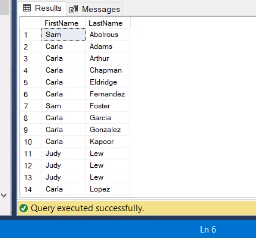 Results Messages
FirstName LastName
1 Sam Abolrous
2 Carla Adams
3 Carla Arthur
4 Carla Chapman
5 Carla Eldridge
6 Carla Fernandez
7 Sam Foster
8 Carla Garcia
9 Carla Gonzalez
10 Carla Kapoor
11 Judy Lew
12 Judy Lew
13 Judy Lew
14 Carla Lopez
Query executed successfully.
Ln 6